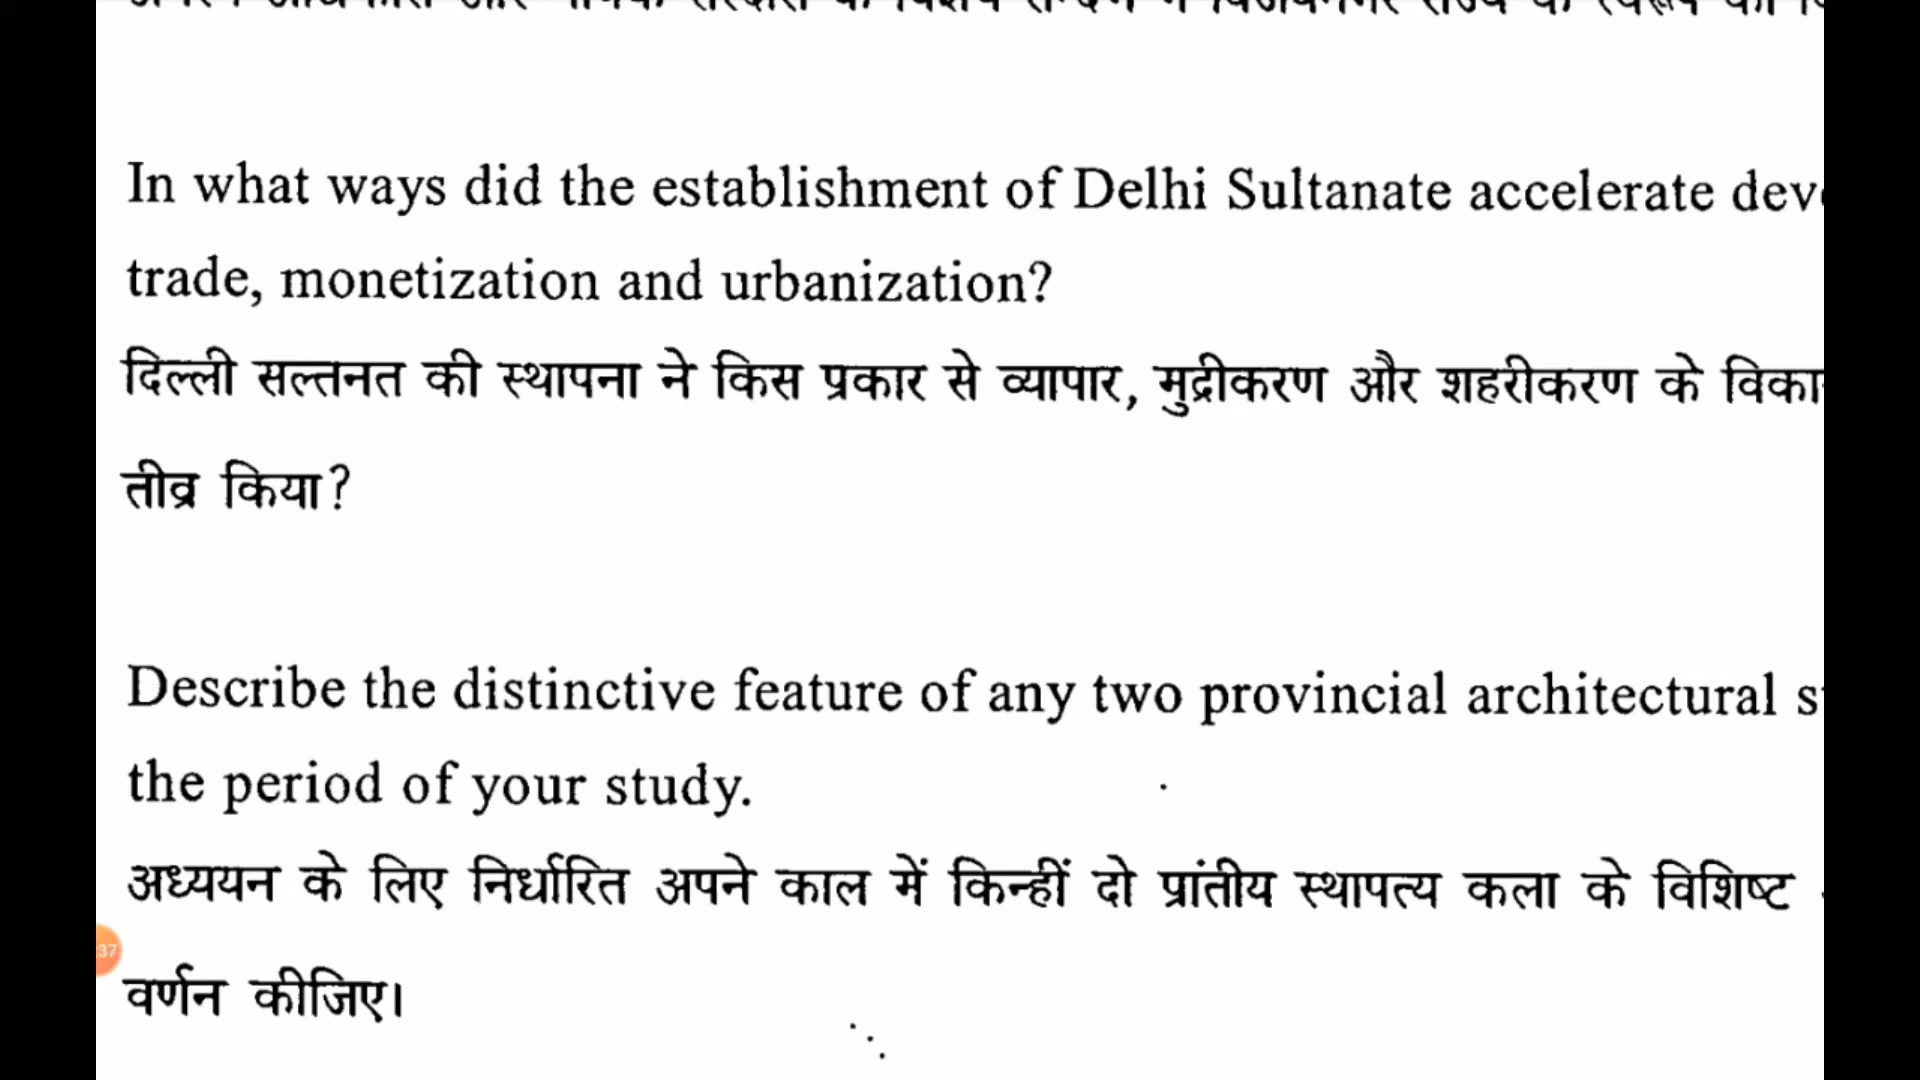 In what ways did the establishment of Delhi Sultanate accelerate
trade, monetization and urbanization?
दिल्ली सल्तनत की स्थापना ने किस प्रकार से व्यापार, मुद्रीकरण और शहरीकरण के
तीव्र किया?
Describe the distinctive feature of any two provincial architectural
the period of your study.
अध्ययन के लिए निर्धारित अपने काल में किन्हीं दो प्रांतीय स्थापत्य कला के विशिष्ट
37
वर्णन कीजिए।